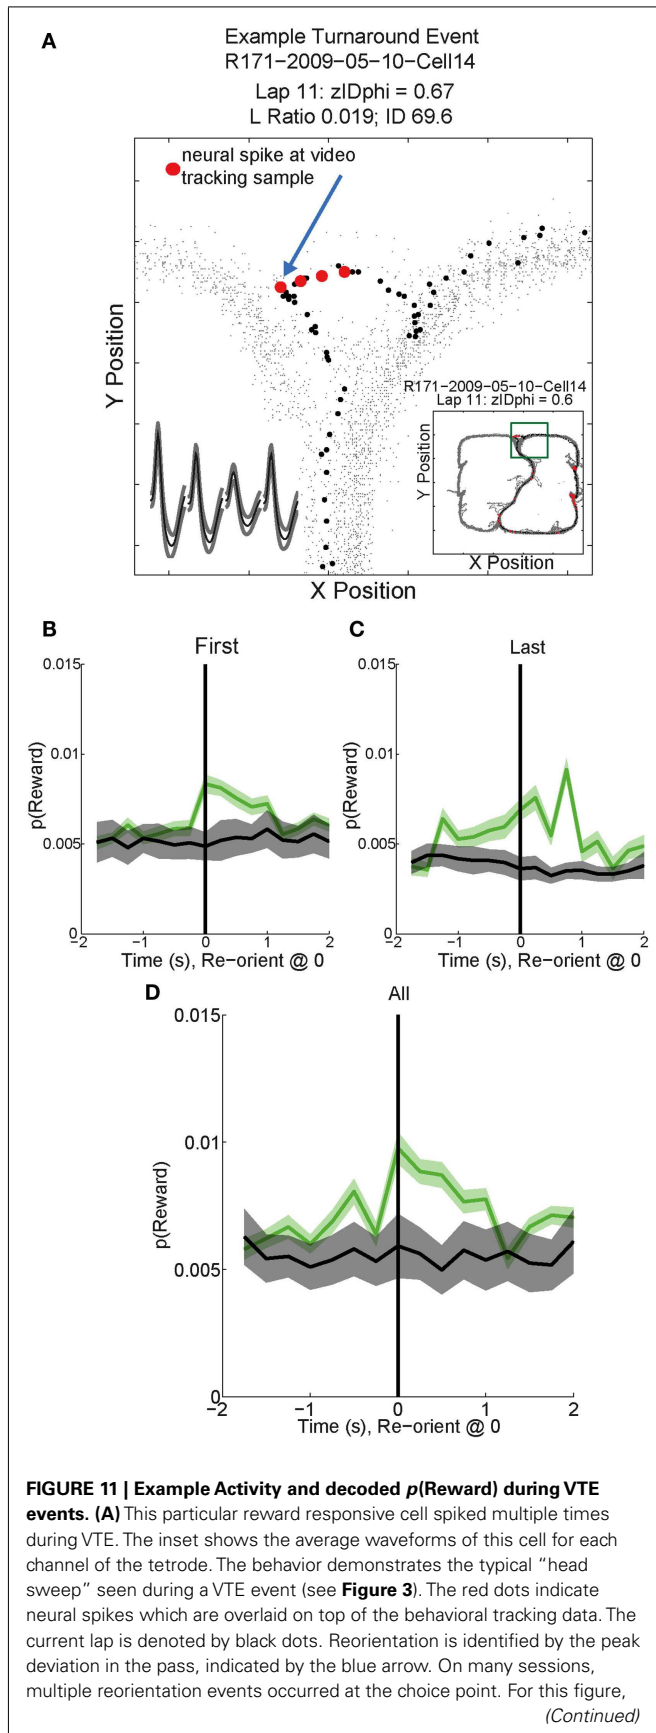 A
Example Turnaround Event
R171−2009−05−10−Cell14
Lap 11: zIDphi = 0.67
L Ratio 0.019; ID 69.6
neural spike at video
tracking sample
Y Position
X Position
R171−2009−05−10−Cell14
Lap 11: zIDphi = 0.6
Y Position
X Position
B
First
0.015
0.01
0.005
0
p(Reward)
−2 −1 0 1 2
Time (s), Re−orient @ 0
C
Last
0.015
0.01
0.005
0
p(Reward)
−2 −1 0 1 2
Time (s), Re−orient @ 0
D
All
0.015
0.01
0.005
0
p(Reward)
−2 −1 0 1 2
Time (s), Re−orient @ 0
FIGURE 11 | Example Activity and decoded p(Reward) during VTE
events. (A) This particular reward responsive cell spiked multiple times
during VTE. The inset shows the average waveforms of this cell for each
channel of the tetrode. The behavior demonstrates the typical “head
sweep” seen during a VTE event (see Figure 3). The red dots indicate
neural spikes which are overlaid on top of the behavioral tracking data. The
current lap is denoted by black dots. Reorientation is identified by the peak
deviation in the pass, indicated by the blue arrow. On many sessions,
multiple reorientation events occurred at the choice point. For this figure,
(Continued)